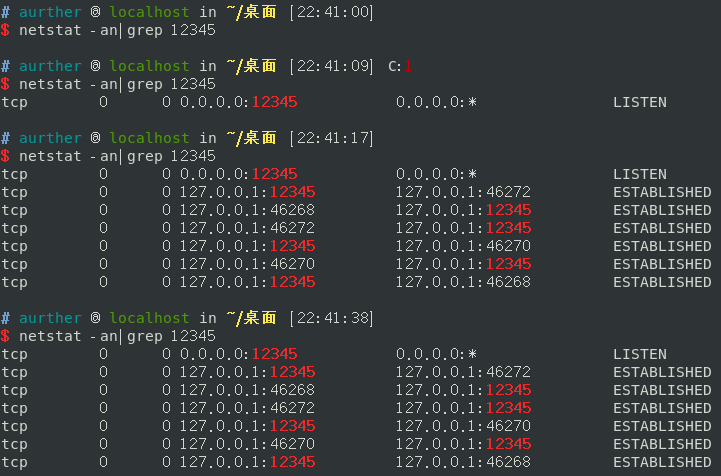 # aurther @ localhost in ~/桌面 [22:41:00]
$ netstat -an|grep 12345
# aurther @ localhost in ~/桌面 [22:41:09] C:1
$ netstat -an|grep 12345
tcp 0 0 0.0.0.0:12345 0.0.0.0:* LISTEN
# aurther @ localhost in ~/桌面 [22:41:17]
$ netstat -an|grep 12345
tcp 0 0 0.0.0.0:12345 0.0.0.0:* LISTEN
tcp 0 0 127.0.0.1:12345 127.0.0.1:46272 ESTABLISHED
tcp 0 0 127.0.0.1:46268 127.0.0.1:12345 ESTABLISHED
tcp 0 0 127.0.0.1:46272 127.0.0.1:12345 ESTABLISHED
tcp 0 0 127.0.0.1:12345 127.0.0.1:46270 ESTABLISHED
tcp 0 0 127.0.0.1:46270 127.0.0.1:12345 ESTABLISHED
tcp 0 0 127.0.0.1:12345 127.0.0.1:46268 ESTABLISHED
# aurther @ localhost in ~/桌面 [22:41:38]
$ netstat -an|grep 12345
tcp 0 0 0.0.0.0:12345 0.0.0.0:* LISTEN
tcp 0 0 127.0.0.1:12345 127.0.0.1:46272 ESTABLISHED
tcp 0 0 127.0.0.1:46268 127.0.0.1:12345 ESTABLISHED
tcp 0 0 127.0.0.1:46272 127.0.0.1:12345 ESTABLISHED
tcp 0 0 127.0.0.1:12345 127.0.0.1:46270 ESTABLISHED
tcp 0 0 127.0.0.1:46270 127.0.0.1:12345 ESTABLISHED
tcp 0 0 127.0.0.1:12345 127.0.0.1:46268 ESTABLISHED